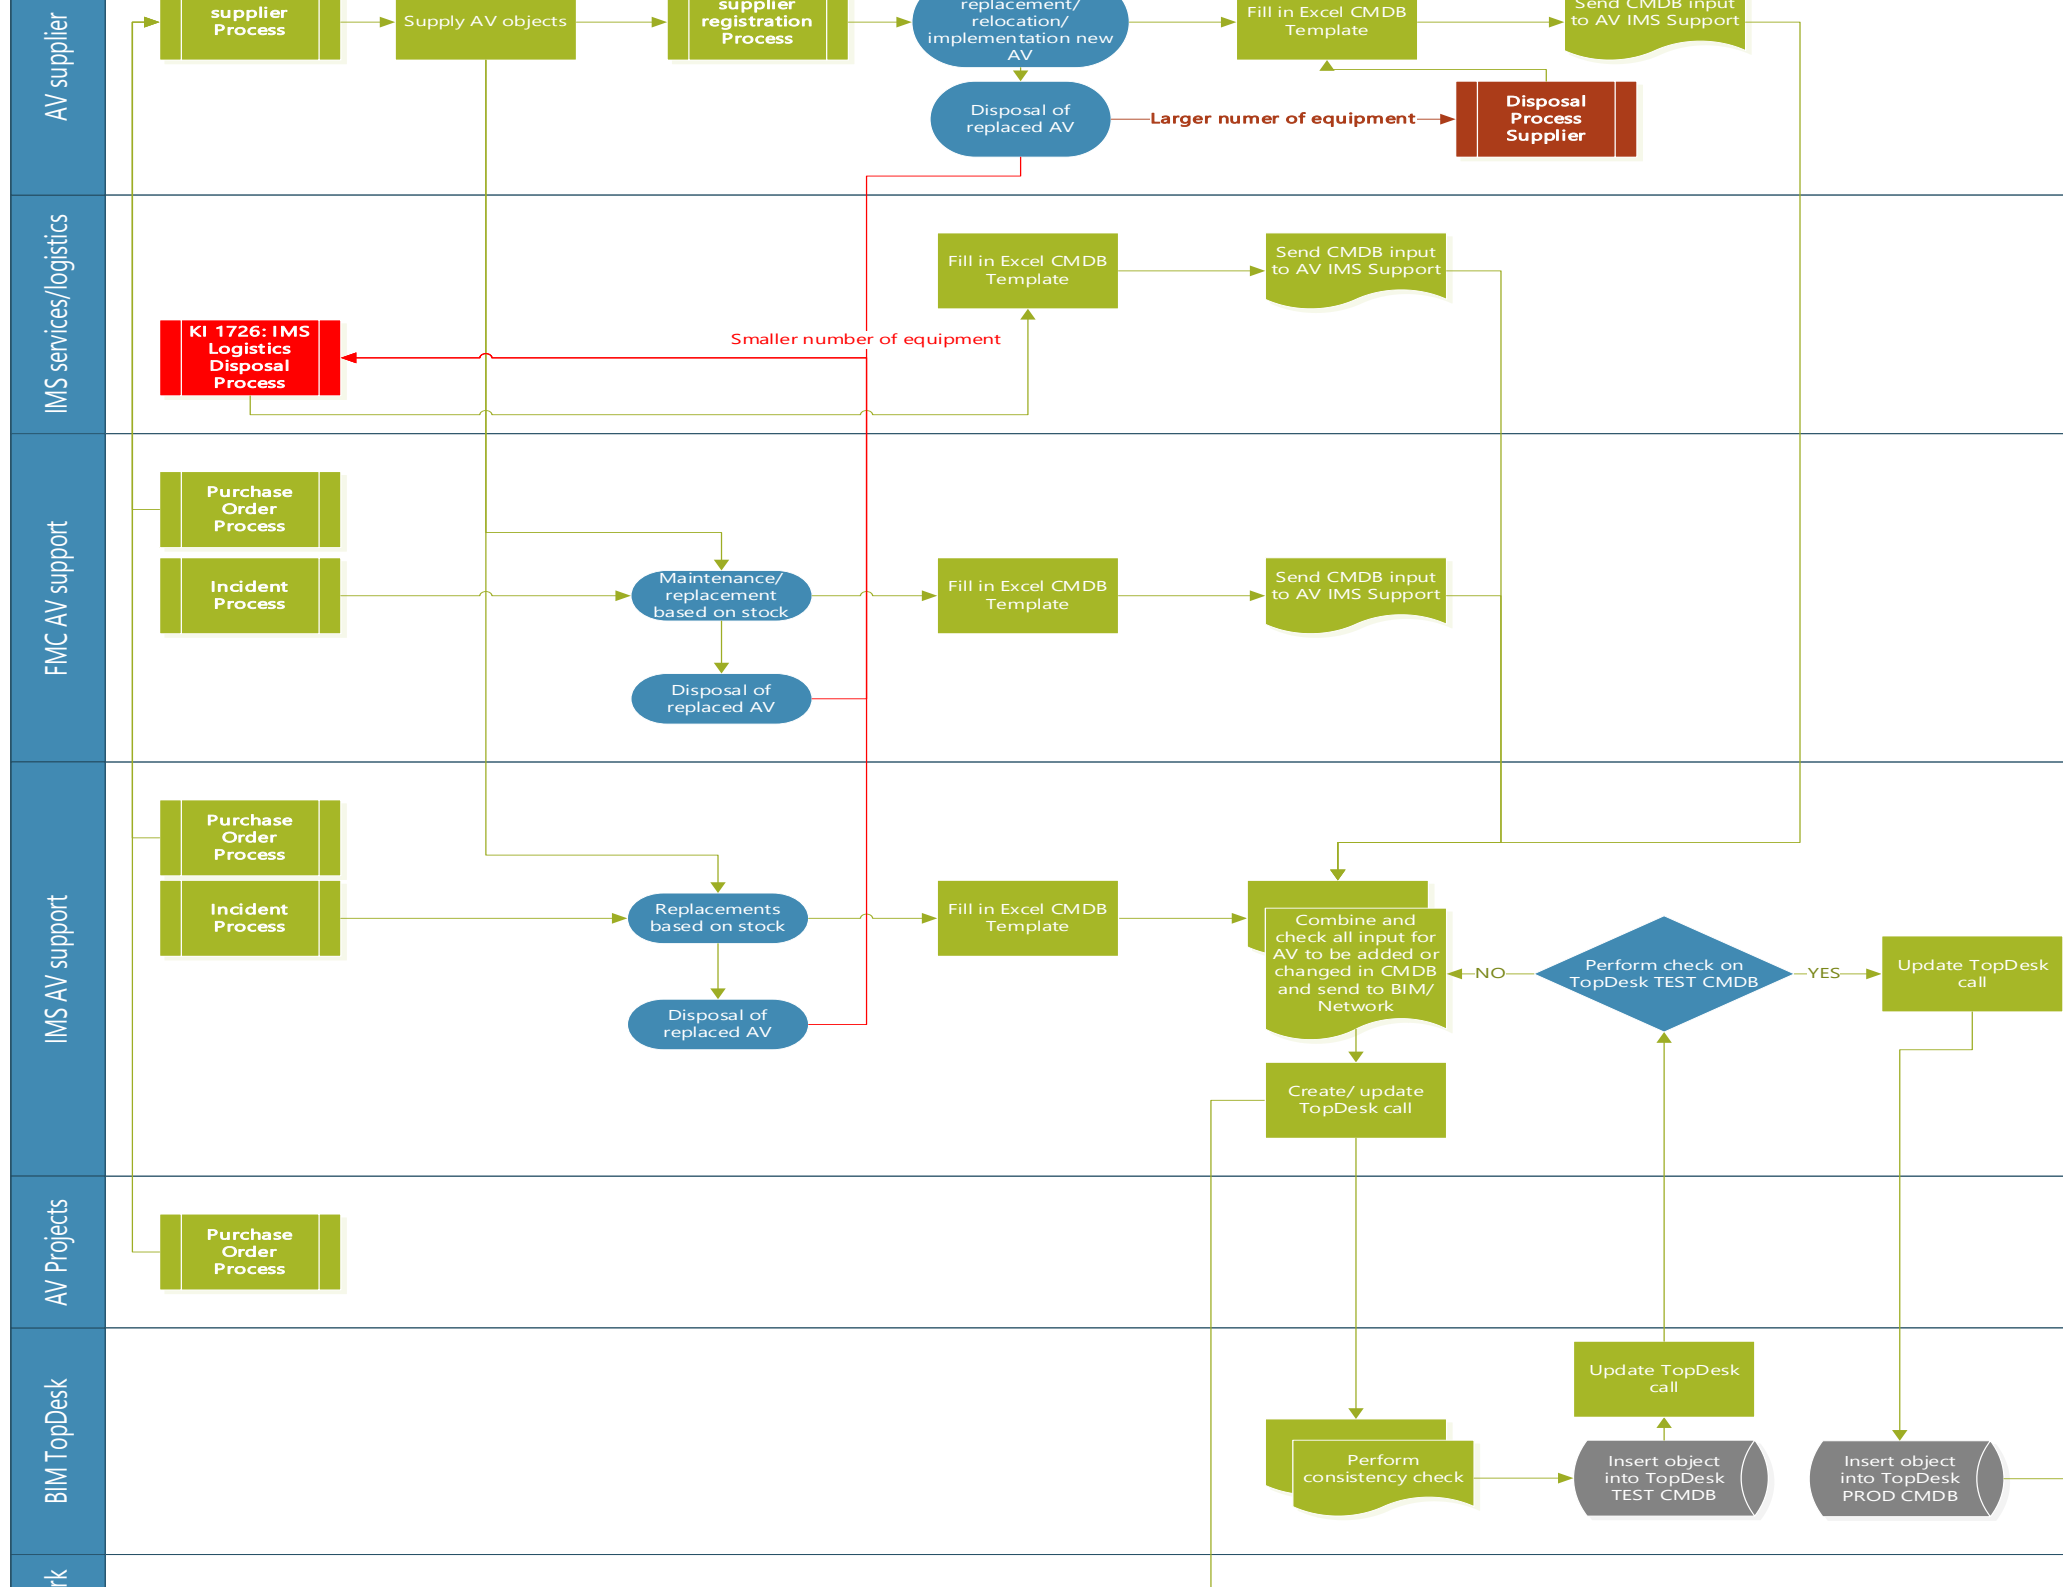 AV supplier
supplier
Process
Supply AV objects
supplier
registration
Process
replacement/
relocation/
implementation new
AV
Fill in Excel CMDB
Template
Send CMDB input
to AV IMS Support
Disposal of
replaced AV
Larger numer of equipment
Disposal
Process
Supplier
IMS services/logistics
Fill in Excel CMDB
Template
Send CMDB input
to AV IMS Support
KI 1726: IMS
Logistics
Disposal
Process
Smaller number of equipment
FMC AV support
Purchase
Order
Process
Incident
Process
Maintenance/
replacement
based on stock
Fill in Excel CMDB
Template
Send CMDB input
to AV IMS Support
Disposal of
replaced AV
IMS AV support
Purchase
Order
Process
Incident
Process
Replacements
based on stock
Fill in Excel CMDB
Template
Combine and
check all input for
AV to be added or
changed in CMDB
and send to BIM/
Network
NO
Perform check on
TopDesk TEST CMDB
YES
Update TopDesk
call
Disposal of
replaced AV
Create/ update
TopDesk call
AV Projects
Purchase
Order
Process
BIM TopDesk
Update TopDesk
call
Perform
consistency check
Insert object
into TopDesk
TEST CMDB
Insert object
into TopDesk
PROD CMDB
rk